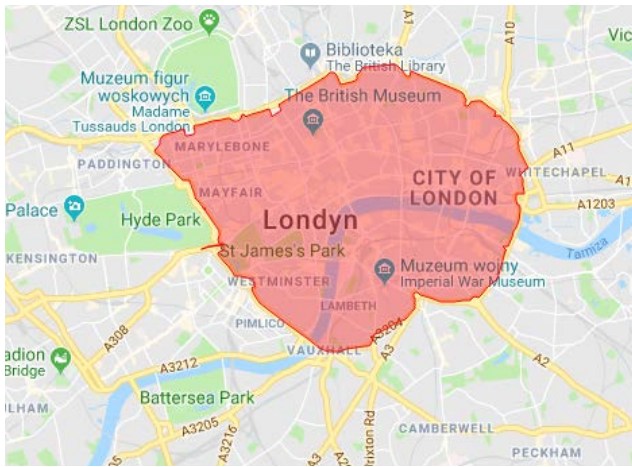 ZSL London Zoo
A1
A10
Biblioteka
The British Library
Vic
Muzeum figur
woskowych
Madame
Tussauds London
The British Museum
MARYLEBONE
PADDINGTON
A11
WHITECHAPEL
MAYFAIR
CITY OF
LONDON
A1203
Palace
Hyde Park
Londyn
St James's Park
Tamiza
KENSINGTON
Muzeum wojny
Imperial War Museum
WESTMINSTER
LAMBETH
PIMLICO
A308
A3204
VAUXHALL
A3
A2
adion
Bridge
A3212
Battersea Park
ULHAM
A3205
A3216
rixton Rd
CAMBERWELL
PECKHAM